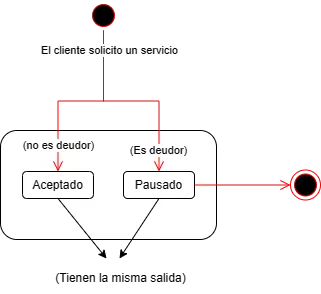 El cliente solicito un servicio
(no es deudor)
(Es deudor)
Aceptado
Pausado
(Tienen la misma salida)